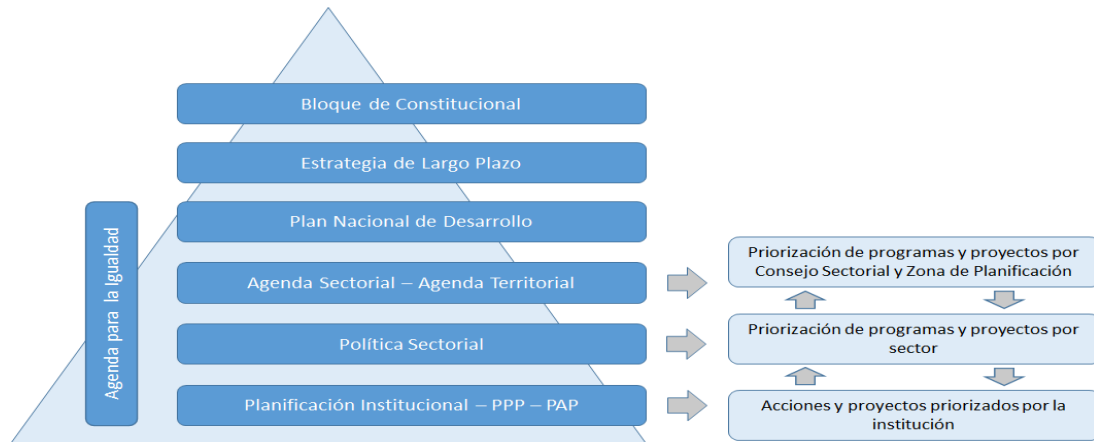 Bloque de Constitucional
Estrategia de Largo Plazo
Plan Nacional de Desarrollo
Agenda Sectorial – Agenda Territorial
Política Sectorial
Planificación Institucional – PPP – PAP
Agenda para la Igualdad
Priorización de programas y proyectos por
Consejo Sectorial y Zona de Planificación
Priorización de programas y proyectos por
sector
Acciones y proyectos priorizados por la
institución